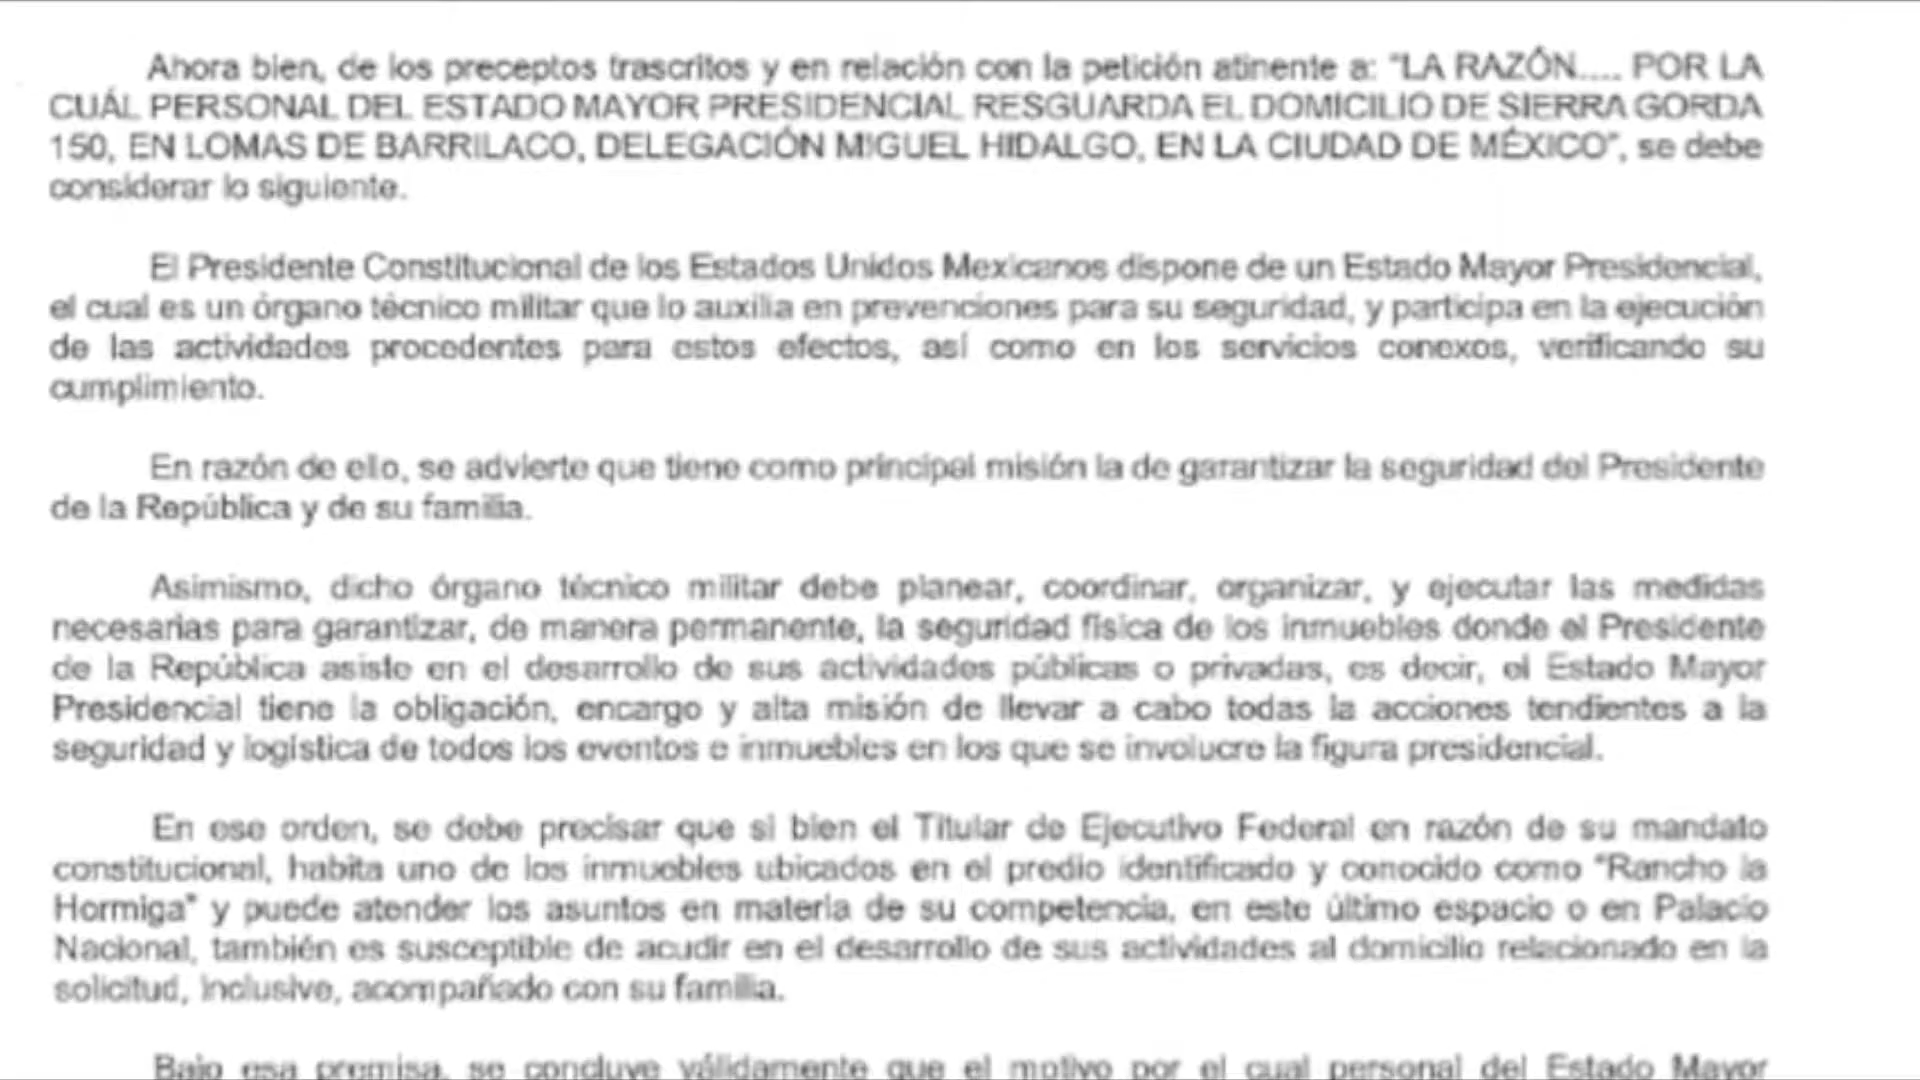 Ahora bien, de los preceptos trascritos y en relación con la petición atinente a: "LA RAZÓN.... POR LA
CUÁL PERSONAL DEL ESTADO MAYOR PRESIDENCIAL RESGUARDA EL DOMICILIO DE SIERRA GORDA
150, EN LOMAS DE BARRILACO, DELEGACIÓN MIGUEL HIDALGO, EN LA CIUDAD DE MÉXICO", se debe
considerar lo siguiente.
El Presidente Constitucional de los Estados Unidos Mexicanos dispone de un Estado Mayor Presidencial,
el cual es un órgano técnico militar que lo auxilia en prevenciones para su seguridad, y participa en la ejecución
de las actividades procedentes para estos efectos, así como en los servicios conexos, verificando su
cumplimiento.
En razón de ello, se advierte que tiene como principal misión la de garantizar la seguridad del Presidente
de la República y de su familia.
Asimismo, dicho órgano técnico militar debe planear, coordinar, organizar, y ejecutar las medidas
necesarias para garantizar, de manera permanente, la seguridad física de los inmuebles donde el Presidente
de la República asiste en el desarrollo de sus actividades públicas o privadas, es decir, el Estado Mayor
Presidencial tiene la obligación, encargo y alta misión de llevar a cabo todas la acciones tendientes a la
seguridad y logística de todos los eventos e inmuebles en los que se involucre la figura presidencial.
En ese orden, se debe precisar que si bien el Titular de Ejecutivo Federal en razón de su mandato
constitucional, habita uno de los inmuebles ubicados en el predio identificado y conocido como "Rancho la
Hormiga" y puede atender los asuntos en materia de su competencia, en este último espacio o en Palacio
Nacional, también es susceptible de acudir en el desarrollo de sus actividades al domicilio relacionado en la
solicitud, inclusive, acompañado con su familia.
Bajo esa premisa, se concluye válidamente que el motivo por el cual personal del Estado Mayor